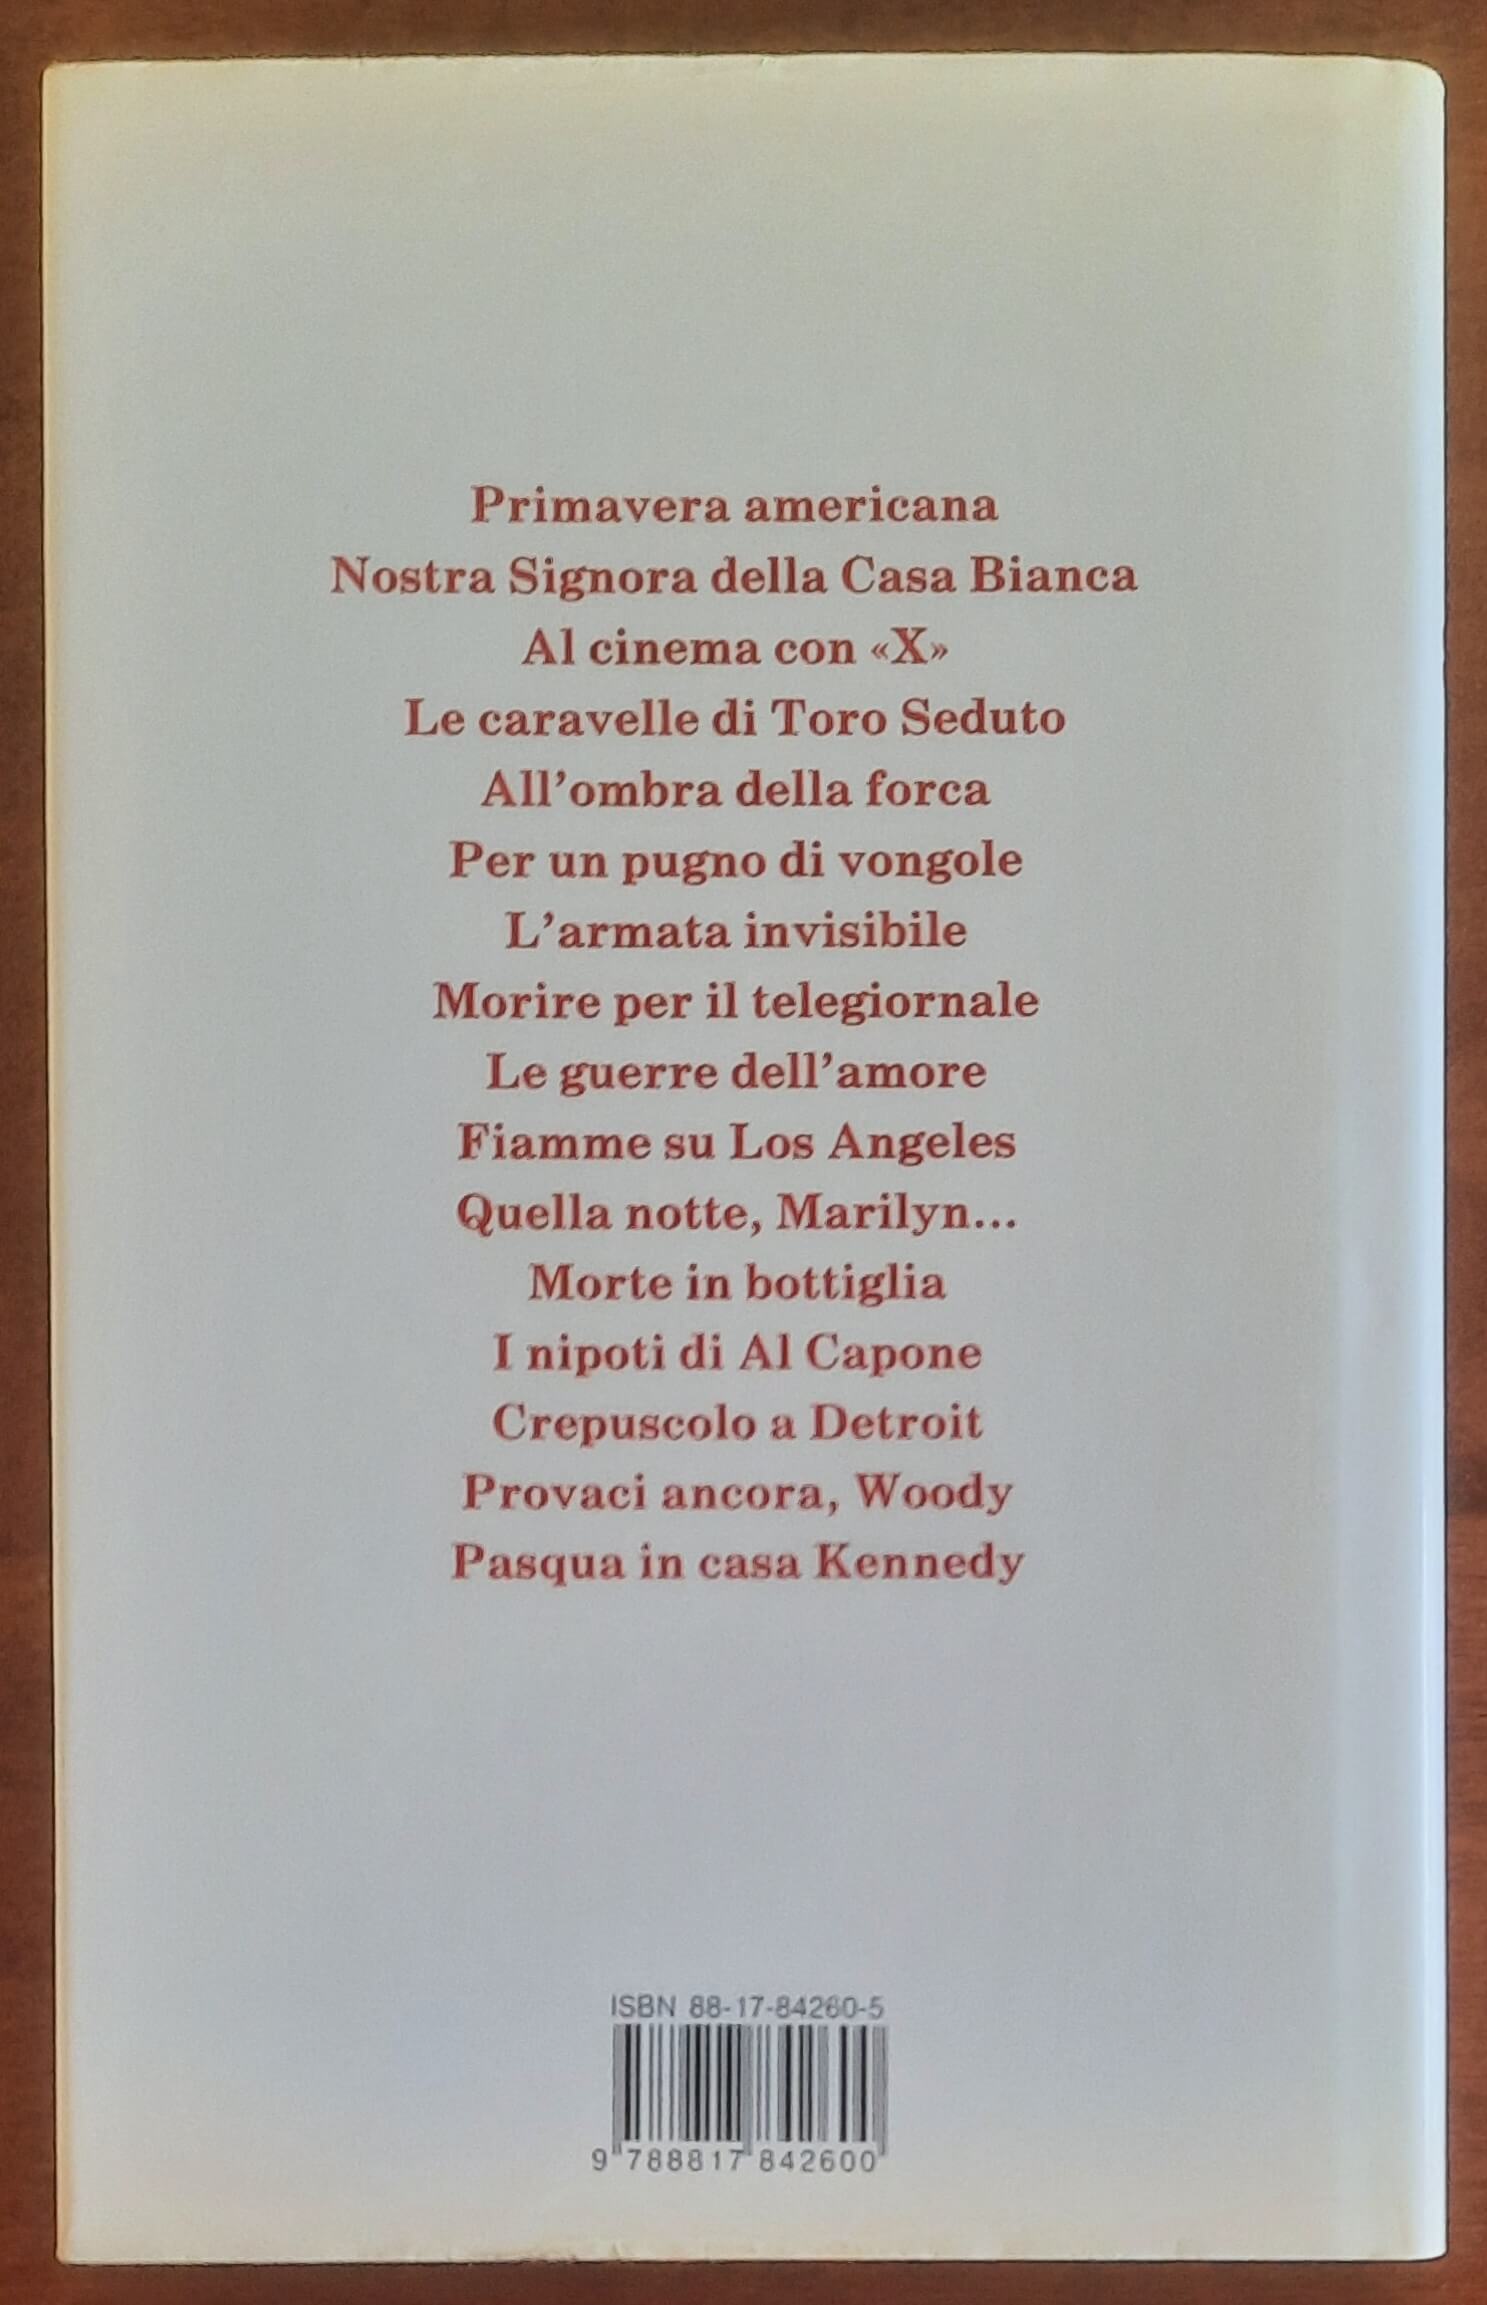 Primavera americana
Nostra Signora della Casa Bianca
Al cinema con «X»
Le caravelle di Toro Seduto
All'ombra della forca
Per un pugno di vongole
L'armata invisibile
Morire per il telegiornale
Le guerre dell'amore
Fiamme su Los Angeles
Quella notte, Marilyn...
Morte in bottiglia
I nipoti di Al Capone
Crepuscolo a Detroit
Provaci ancora, Woody
Pasqua in casa Kennedy
ISBN 88-17-84260-5
9 788817 842600